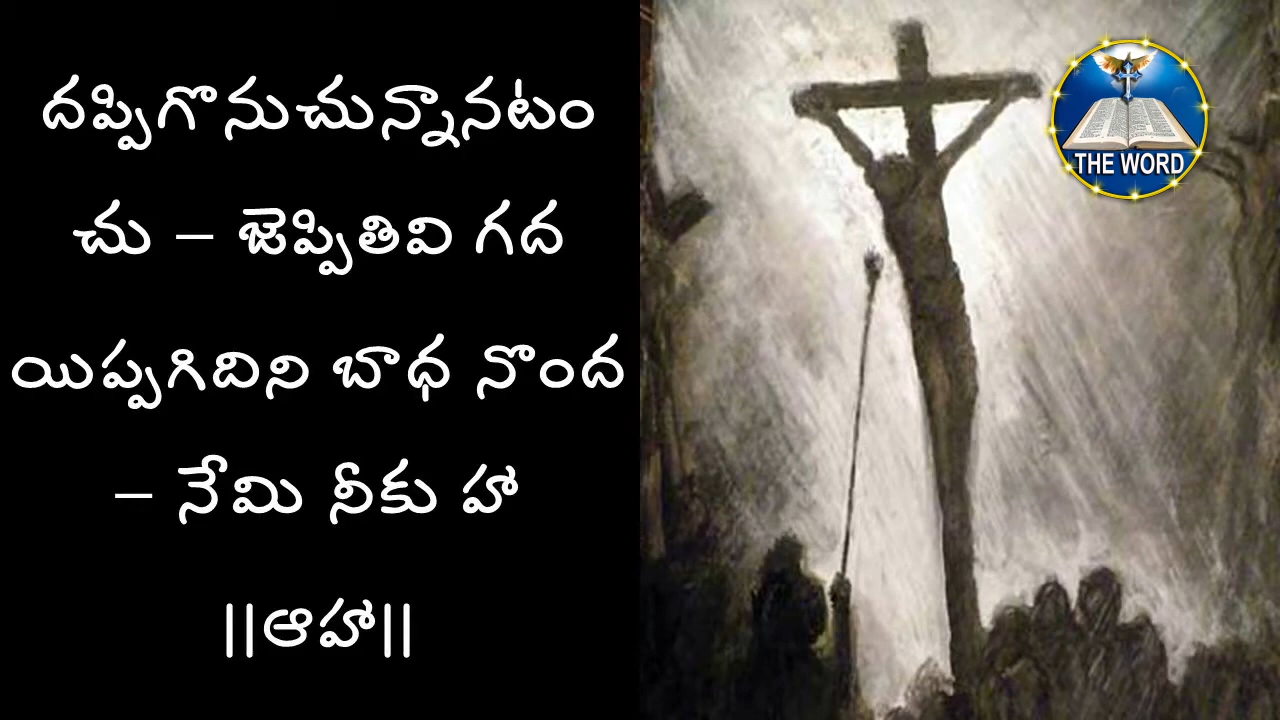 దప్పిగొనుచున్నానటం
చు – జెప్పితివి గద
యిప్పగిదిని బాధ నొంద
– నేమి నీకు హా
||ఆహా||
THE WORD